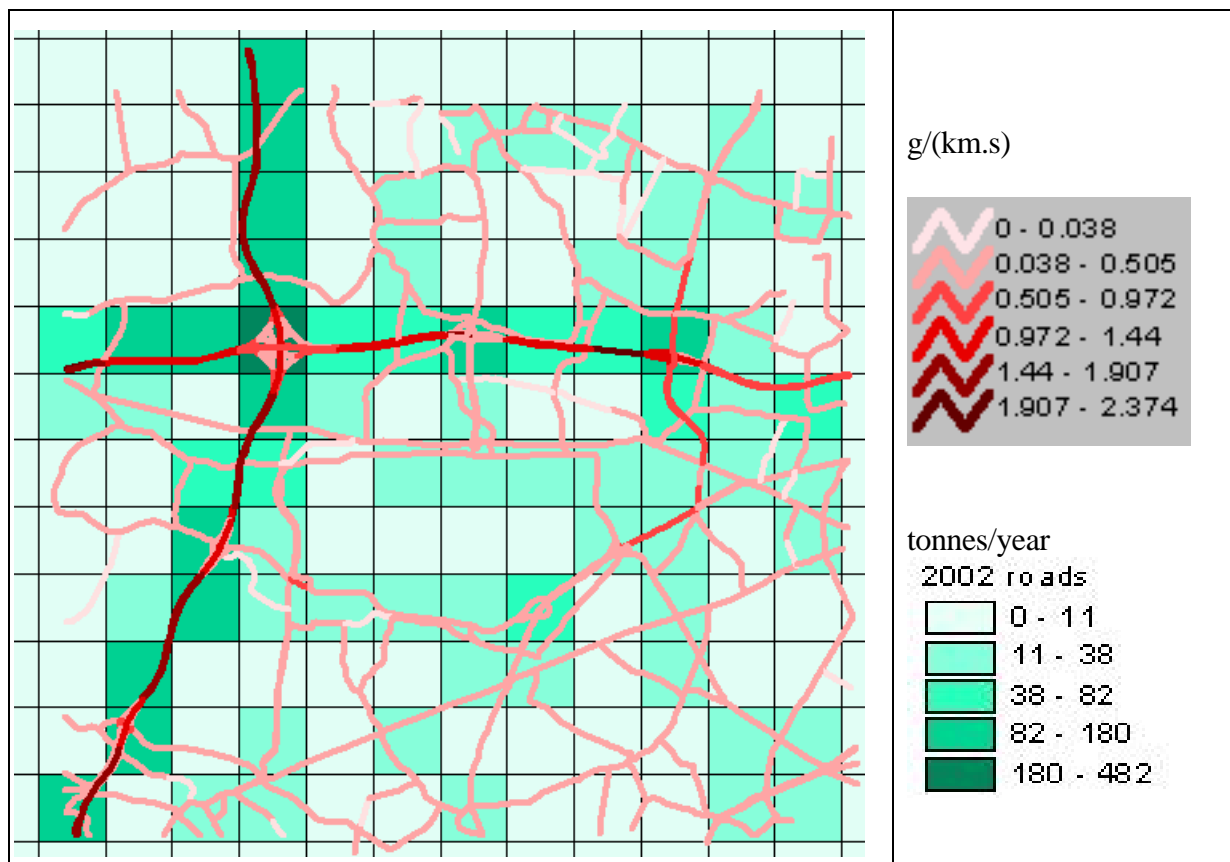 g/(km.s)
0 - 0.038
0.038 - 0.505
0.505 - 0.972
0.972 - 1.44
1.44 - 1.907
1.907 - 2.374
tonnes/year
2002 roads
0 - 11
11 - 38
38 - 82
82 - 180
180 - 482